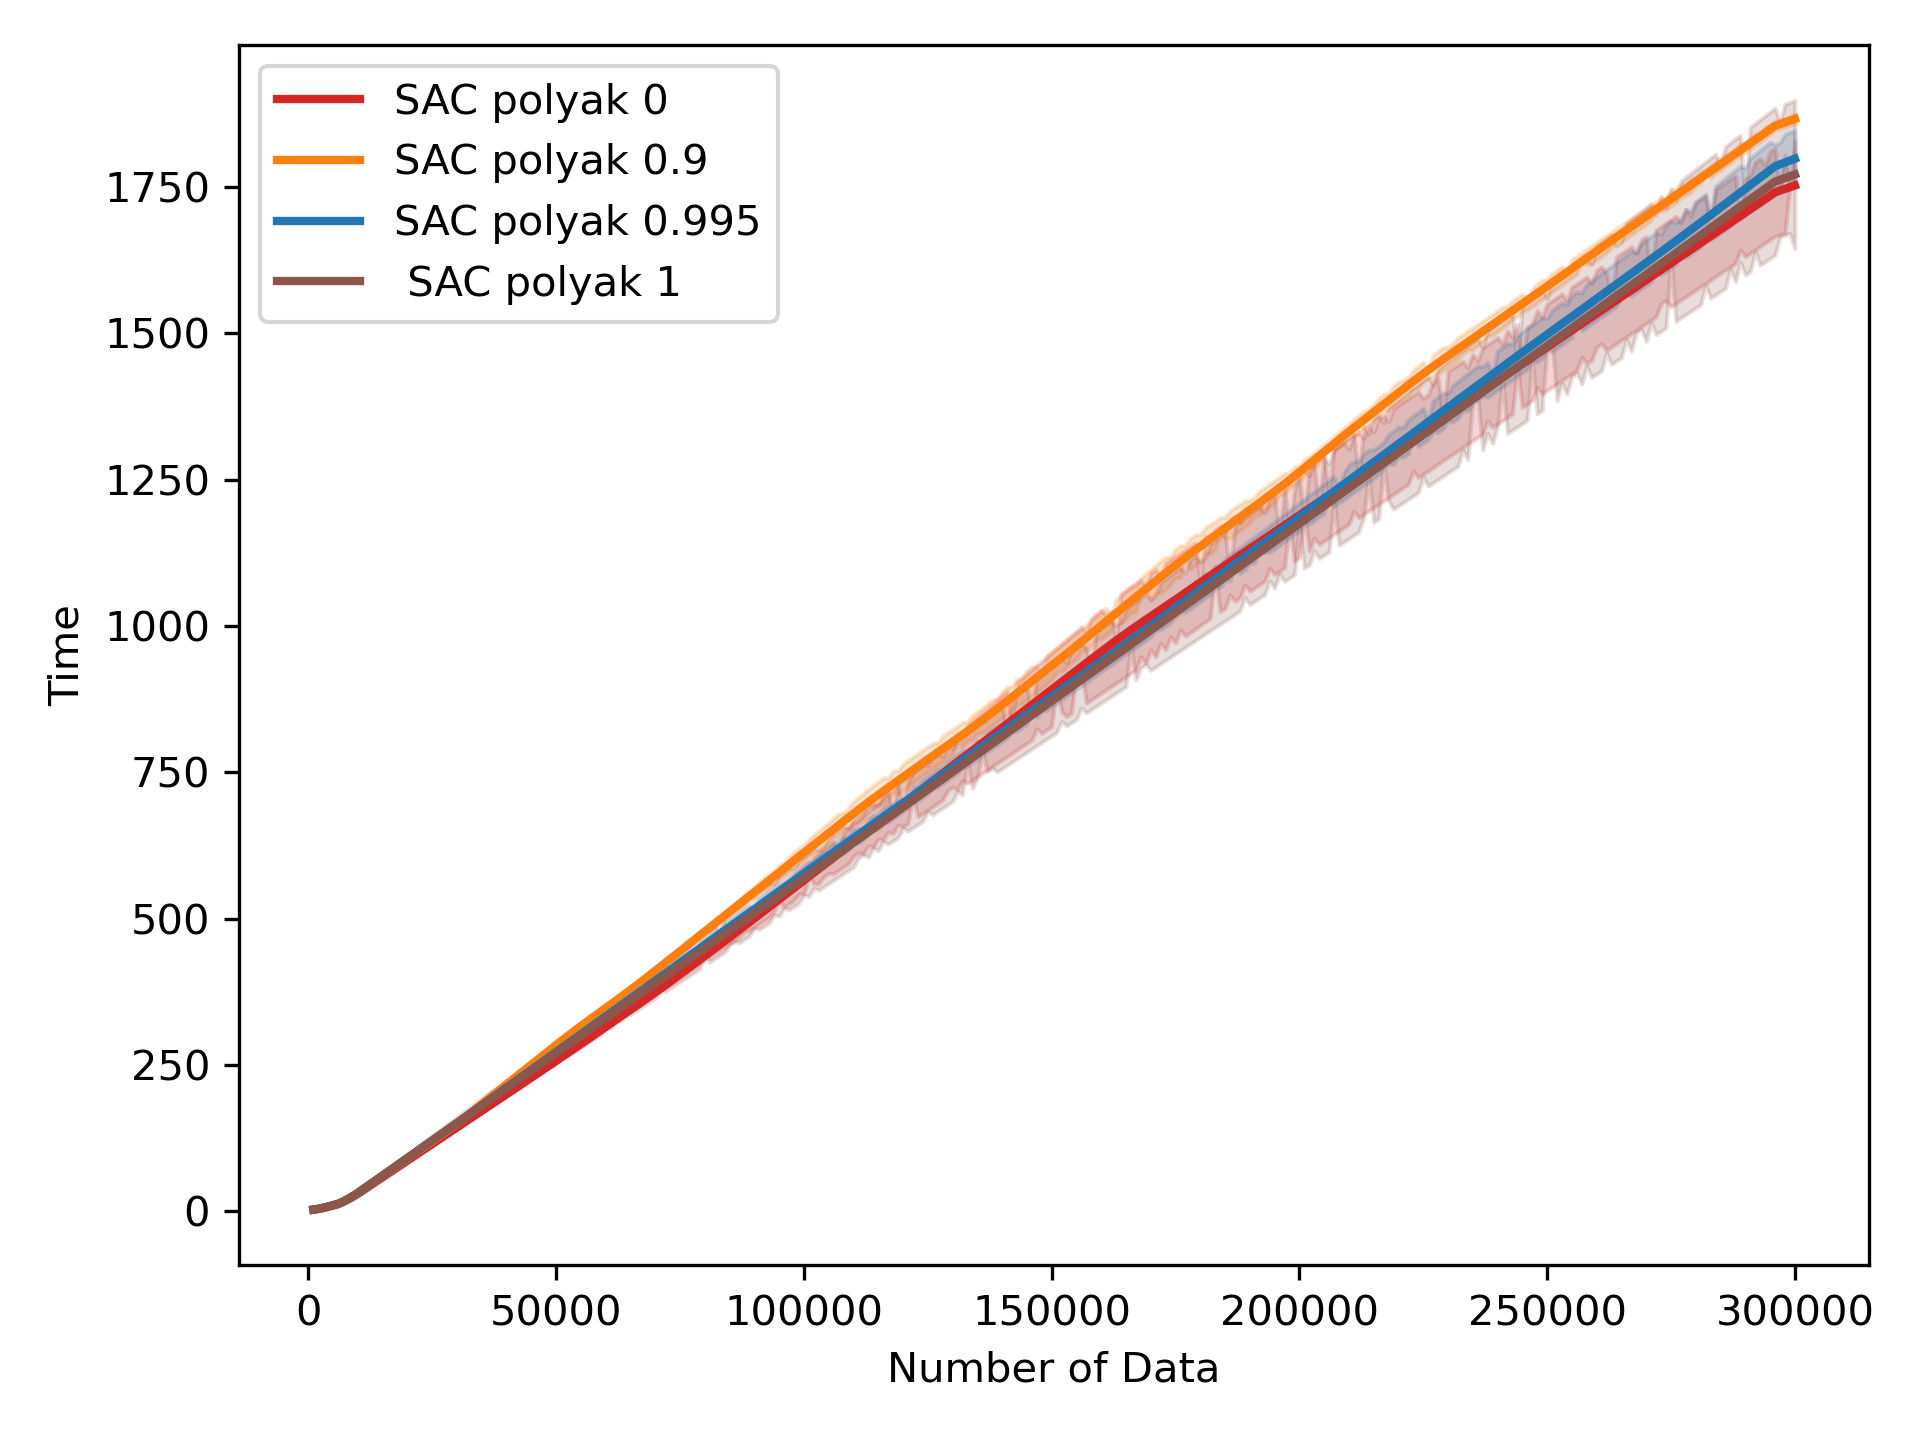 SAC polyak 0
SAC polyak 0.9
SAC polyak 0.995
SAC polyak 1
1750
1500
1250
1000
750
500
250
0
Time
0 50000 100000 150000 200000 250000 300000
Number of Data